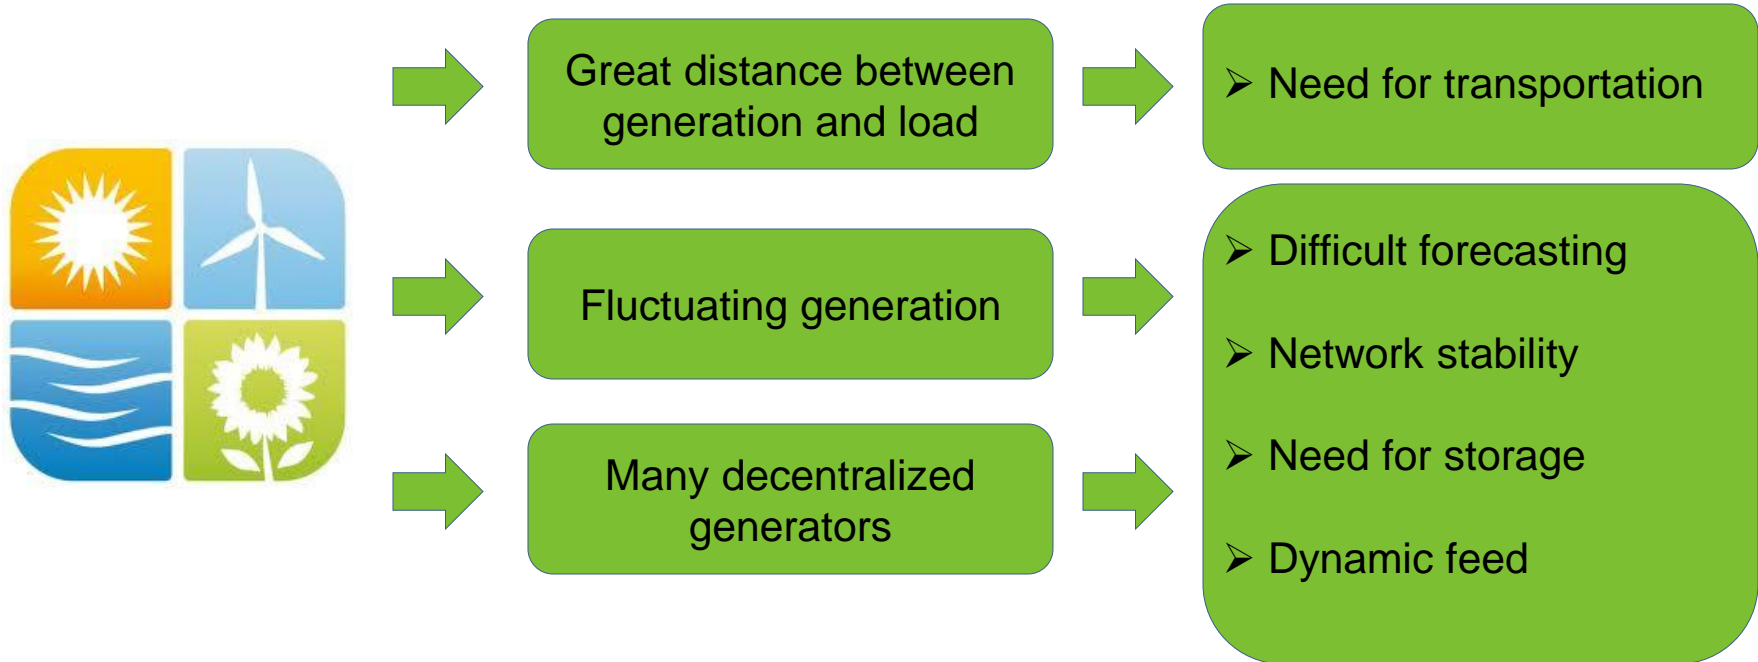 Great distance between
generation and load
➢ Need for transportation
Fluctuating generation
Many decentralized
generators
➢ Difficult forecasting
➢ Network stability
➢ Need for storage
➢ Dynamic feed